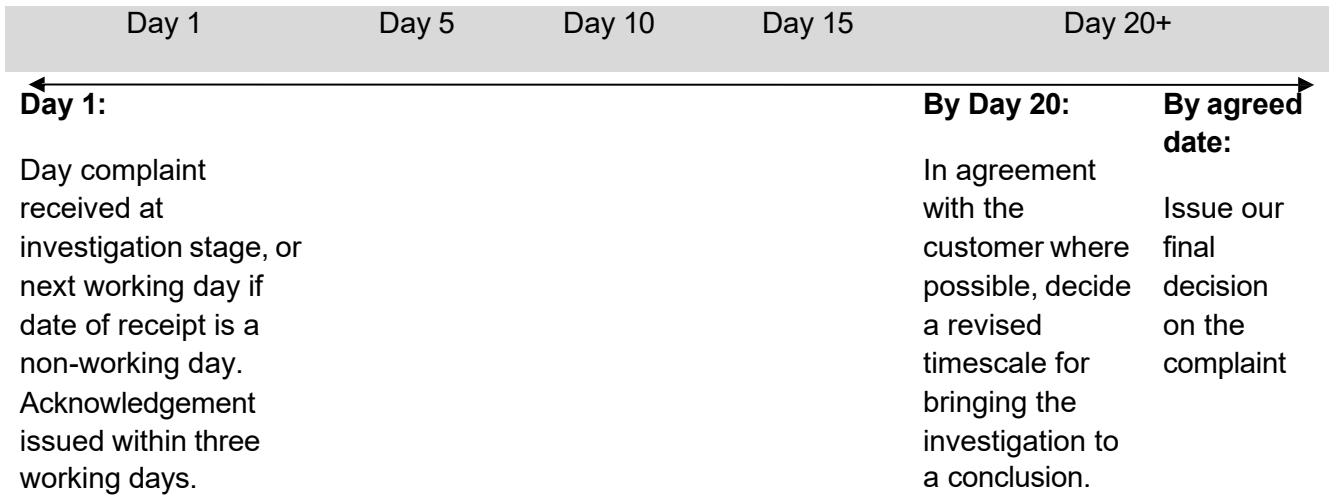 Day 1 Day 5 Day 10 Day 15 Day 20+
Day 1:
Day complaint
received at
investigation stage, or
next working day if
date of receipt is a
non-working day.
Acknowledgement
issued within three
working days.
By Day 20:
In agreement
with the
customer where
possible, decide
a revised
timescale for
bringing the
investigation to
a conclusion.
By agreed
date:
Issue our
final
decision
on the
complaint